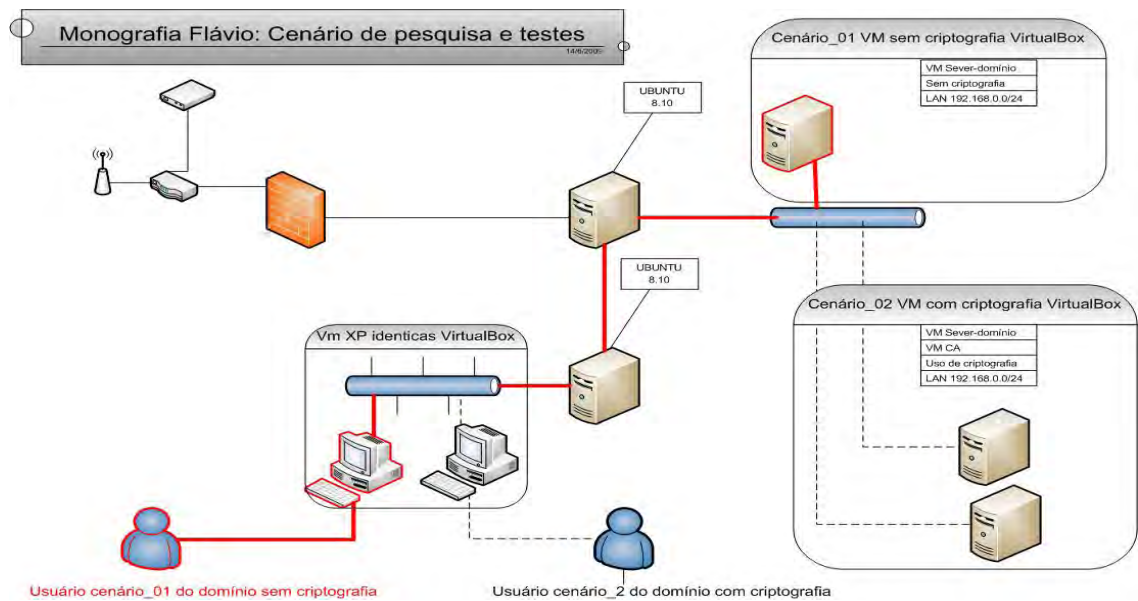 Monografia Flávio: Cenário de pesquisa e testes
14/6/2009
Cenário_01 VM sem criptografia VirtualBox
VM Sever-domínio
Sem criptografia
LAN 192.168.0.0/24
UBUNTU
8.10
UBUNTU
8.10
Cenário_02 VM com criptografia VirtualBox
VM Sever-domínio
VM CA
Uso de criptografia
LAN 192.168.0.0/24
Vm XP identicas VirtualBox
Usuário cenário_01 do domínio sem criptografia
Usuário cenário_2 do domínio com criptografia